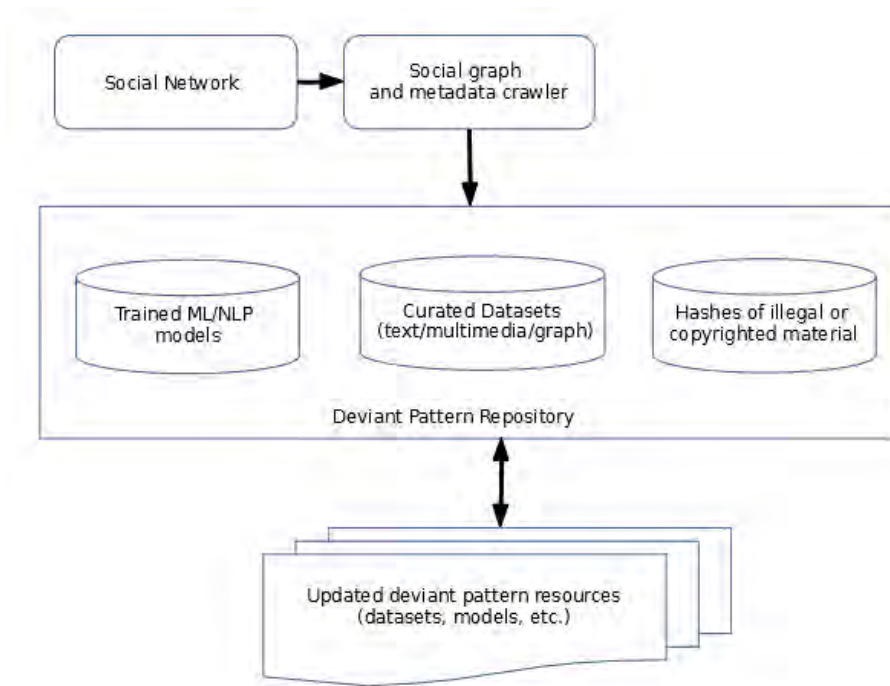 Social Network
Social graph
and metadata crawler
Trained ML/NLP
models
Curated Datasets
(text/multimedia/graph)
Hashes of illegal or
copyrighted material
Deviant Pattern Repository
Updated deviant pattern resources
(datasets, models, etc.)